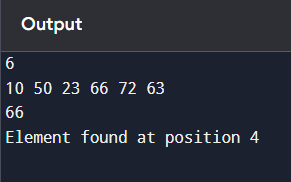 Output
6
10 50 23 66 72 63
66
Element found at position 4